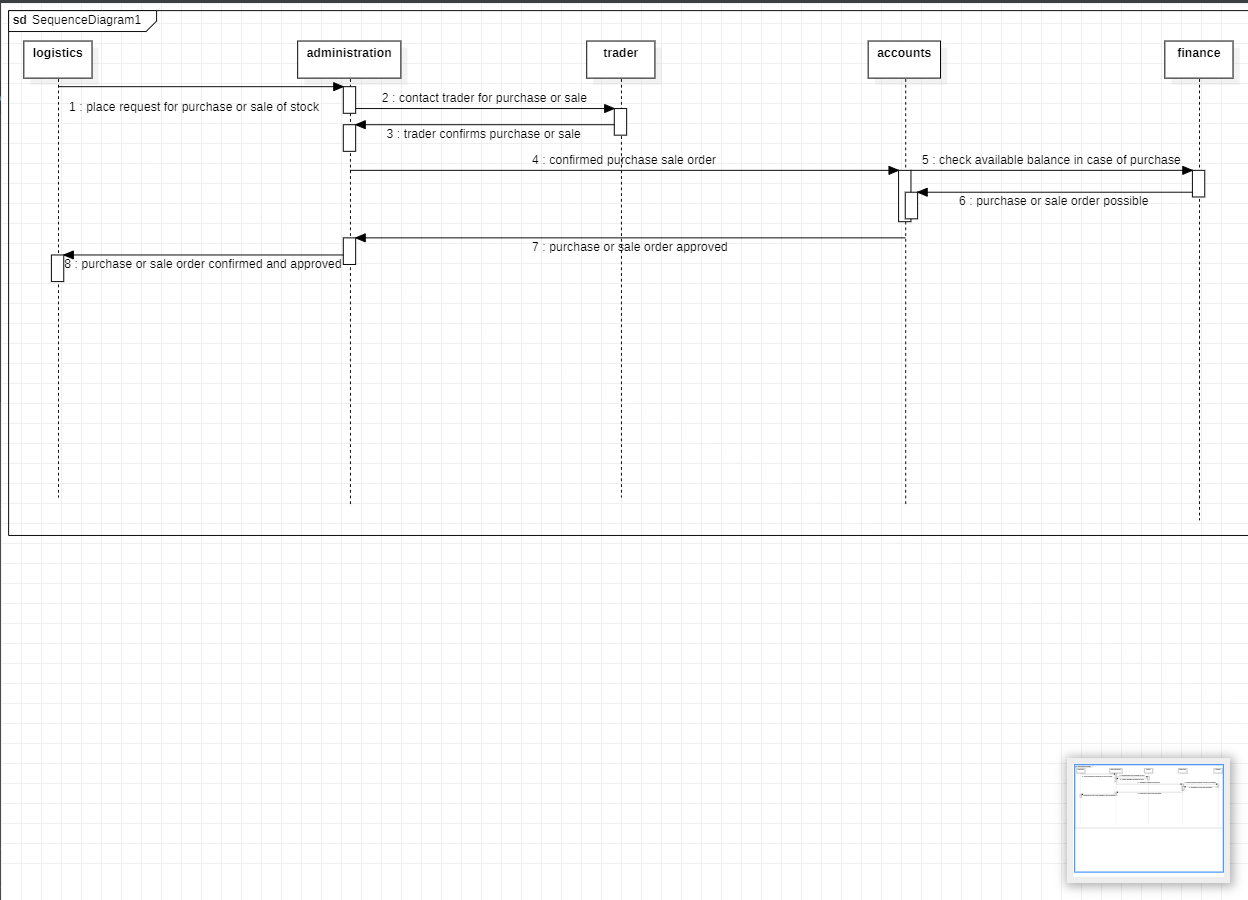 sd SequenceDiagram1
logistics
administration
trader
accounts
finance
1 : place request for purchase or sale of stock
2 : contact trader for purchase or sale
3 : trader confirms purchase or sale
4 : confirmed purchase sale order
5 : check available balance in case of purchase
6 : purchase or sale order possible
7 : purchase or sale order approved
8 : purchase or sale order confirmed and approved